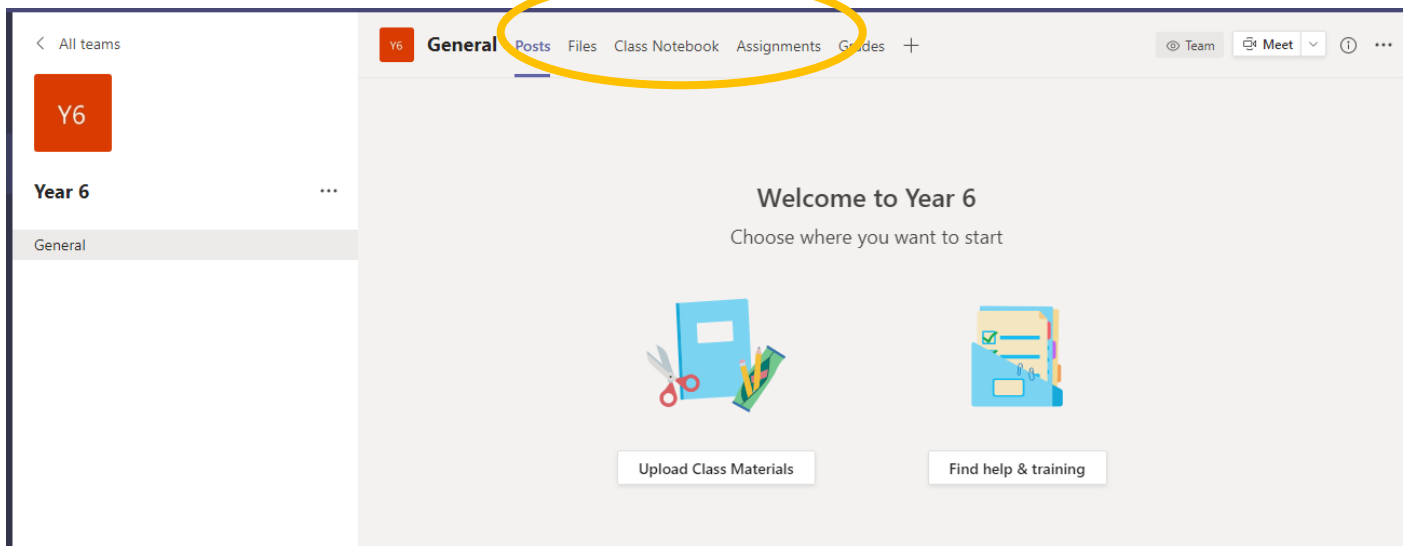 All teams
Y6 General Posts Files Class Notebook Assignments Grades + Team Meet
Y6
Year 6
General
Welcome to Year 6
Choose where you want to start
Upload Class Materials Find help & training